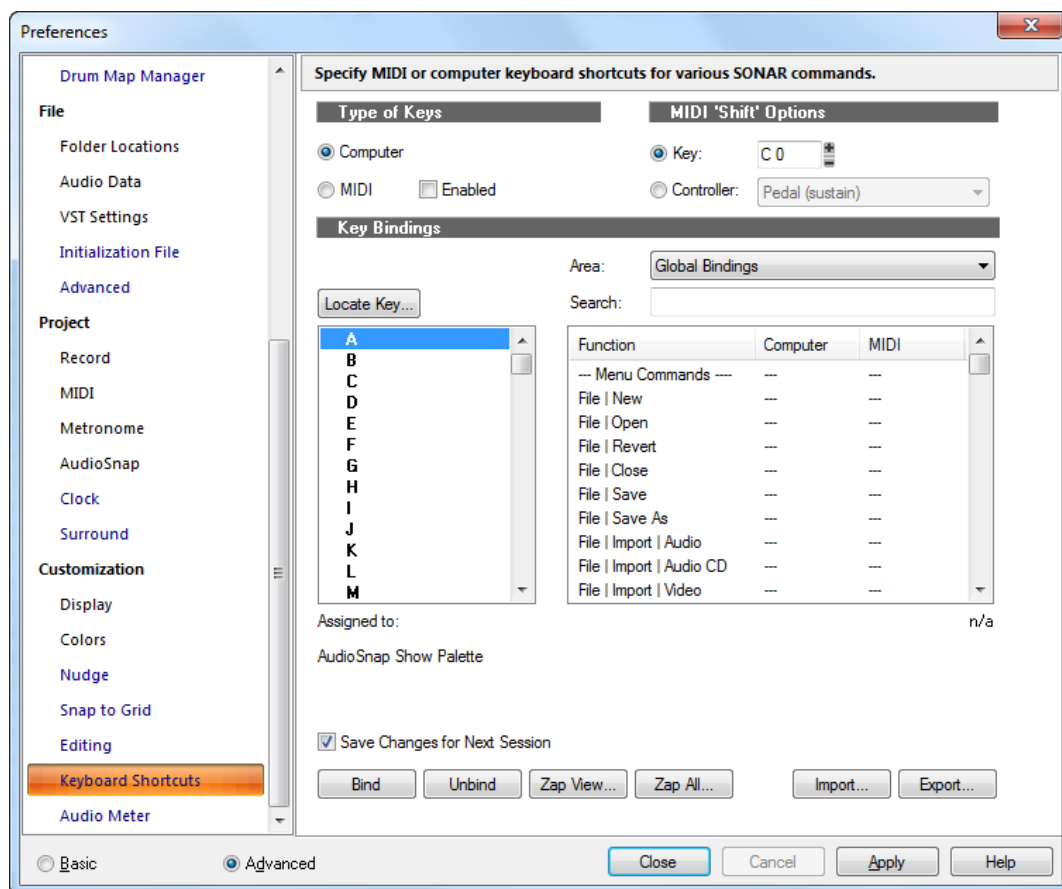 Preferences
Drum Map Manager
File
Folder Locations
Audio Data
VST Settings
Initialization File
Advanced
Project
Record
MIDI
Metronome
AudioSnap
Clock
Surround
Customization
Display
Colors
Nudge
Snap to Grid
Editing
Keyboard Shortcuts
Audio Meter
Basic Advanced
Specify MIDI or computer keyboard shortcuts for various SONAR commands.
Type of Keys
Computer
MIDI Enabled
MIDI 'Shift' Options
Key: C 0
Controller: Pedal (sustain)
Key Bindings
Area: Global Bindings
Locate Key...
Search:
A
B
C
D
E
F
G
H
I
J
K
L
M
Function Computer MIDI
--- Menu Commands ---- --- ---
File | New --- ---
File | Open --- ---
File | Revert --- ---
File | Close --- ---
File | Save --- ---
File | Save As --- ---
File | Import | Audio --- ---
File | Import | Audio CD --- ---
File | Import | Video --- ---
Assigned to: n/a
AudioSnap Show Palette
Save Changes for Next Session
Bind Unbind Zap View... Zap All... Import... Export...
Close Cancel Apply Help